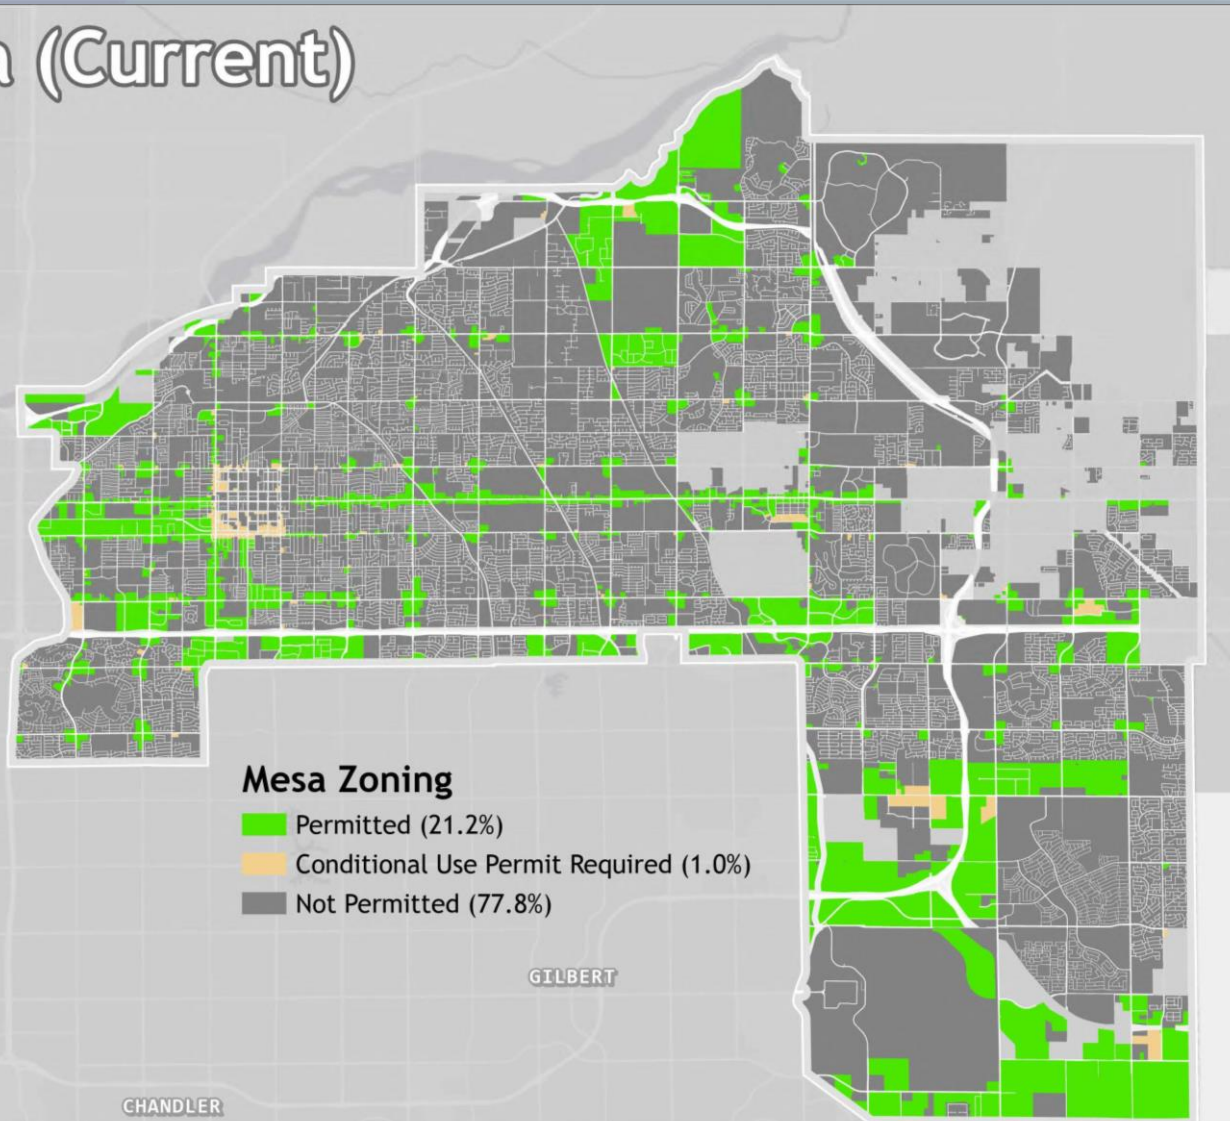 a (Current)
Mesa Zoning
Permitted (21.2%)
Conditional Use Permit Required (1.0%)
Not Permitted (77.8%)
GILBERT
CHANDLER